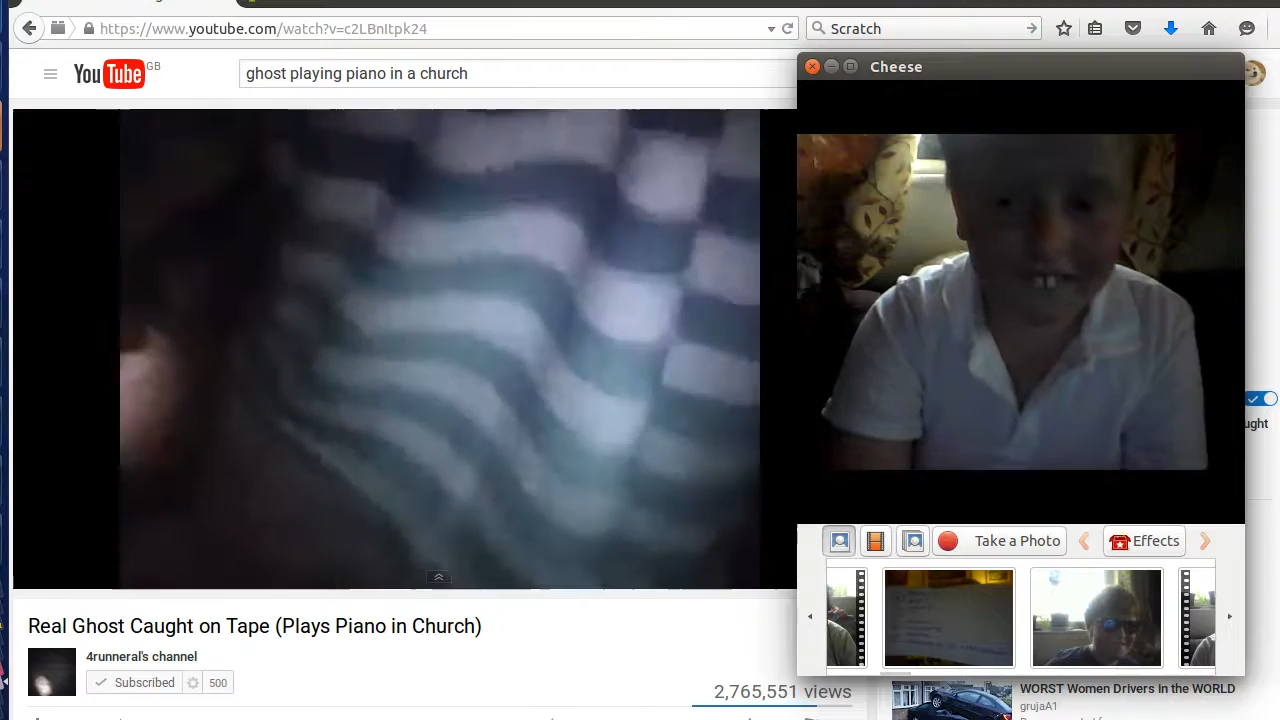 https://www.youtube.com/watch?v=c2LBnItpk24
Scratch
YouTube GB
ghost playing piano in a church
Cheese
Take a Photo
Effects
ught
Real Ghost Caught on Tape (Plays Piano in Church)
4runneral's channel
Subscribed
500
2,765,551 views
WORST Women Drivers in the WORLD
grujaA1